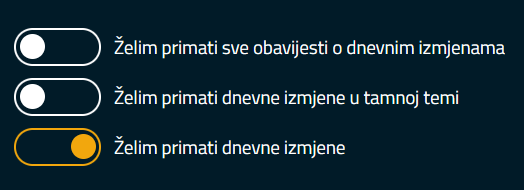 Želim primati sve obavijesti o dnevnim izmjenama
Želim primati dnevne izmjene u tamnoj temi
Želim primati dnevne izmjene